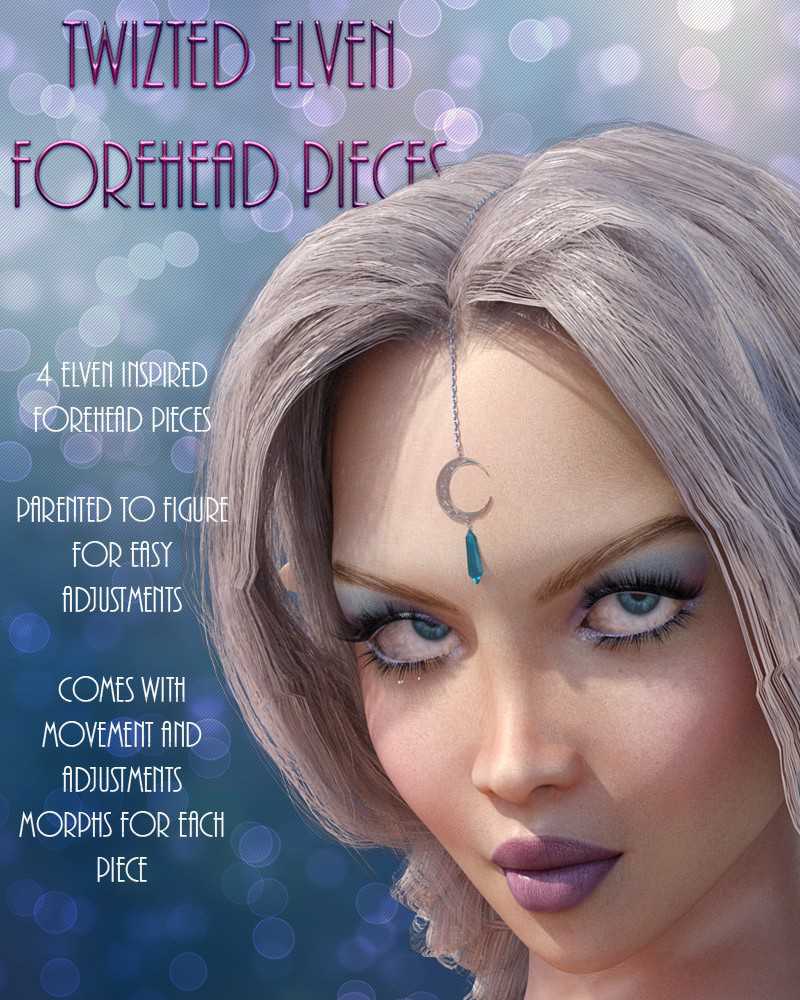 TWIZTED ELVEN
FOREHEAD PIECES
4 ELVEN INSPIRED
FOREHEAD PIECES
PARENTED TO FIGURE
FOR EASY
ADJUSTMENTS
COMES WITH
MOVEMENT AND
ADJUSTMENTS
MORPHS FOR EACH
PIECE